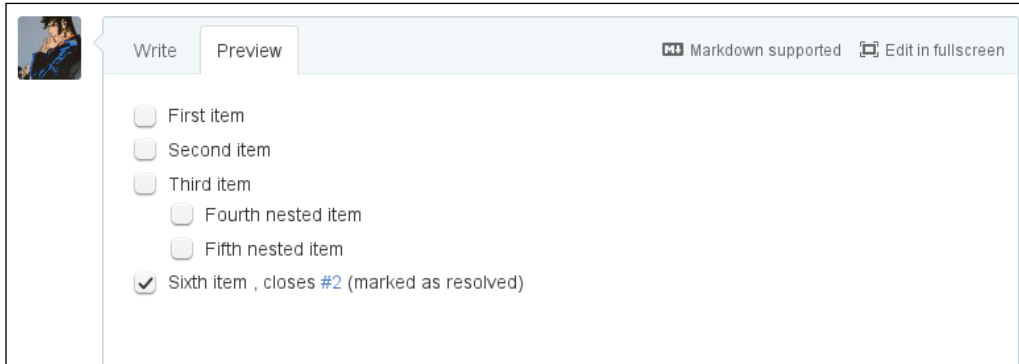 Write Preview Markdown supported Edit in fullscreen
First item
Second item
Third item
Fourth nested item
Fifth nested item
Sixth item , closes #2 (marked as resolved)